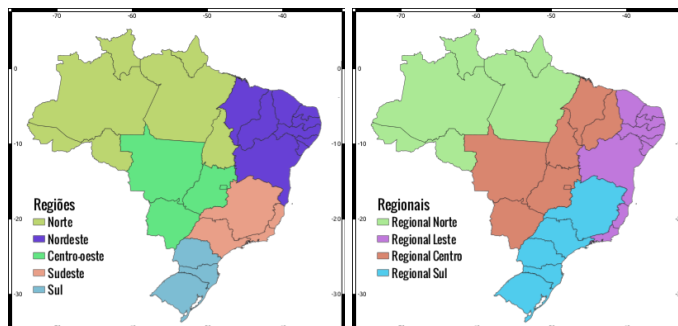 -70 -60 -50 -40
0
-10
-20
-30
Regiões
Norte
Nordeste
Centro-oeste
Sudeste
Sul
-70 -60 -50 -40
0
-10
-20
-30
Regionais
Regional Norte
Regional Leste
Regional Centro
Regional Sul